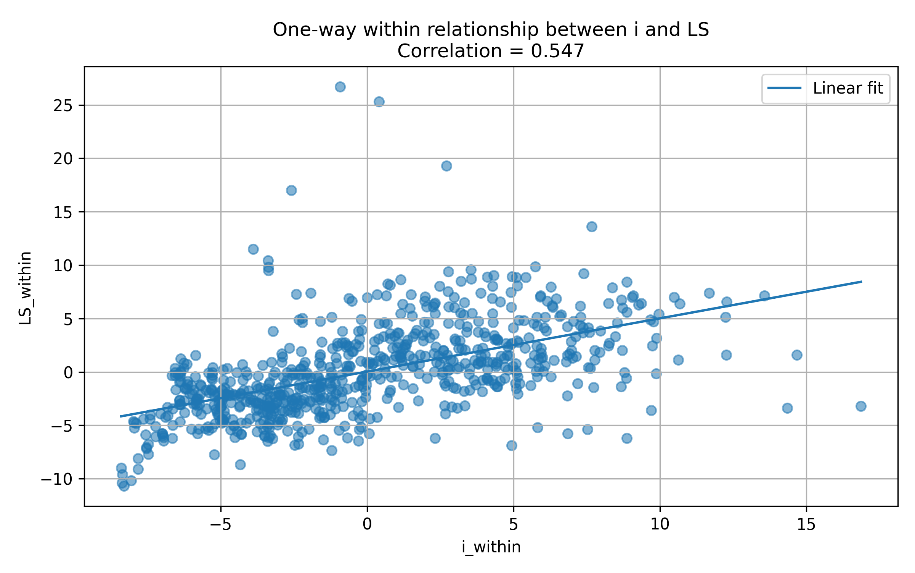 One-way within relationship between i and LS
Correlation = 0.547
Linear fit
25
20
15
10
5
0
−5
−10
LS_within
−5
0
5
10
15
i_within